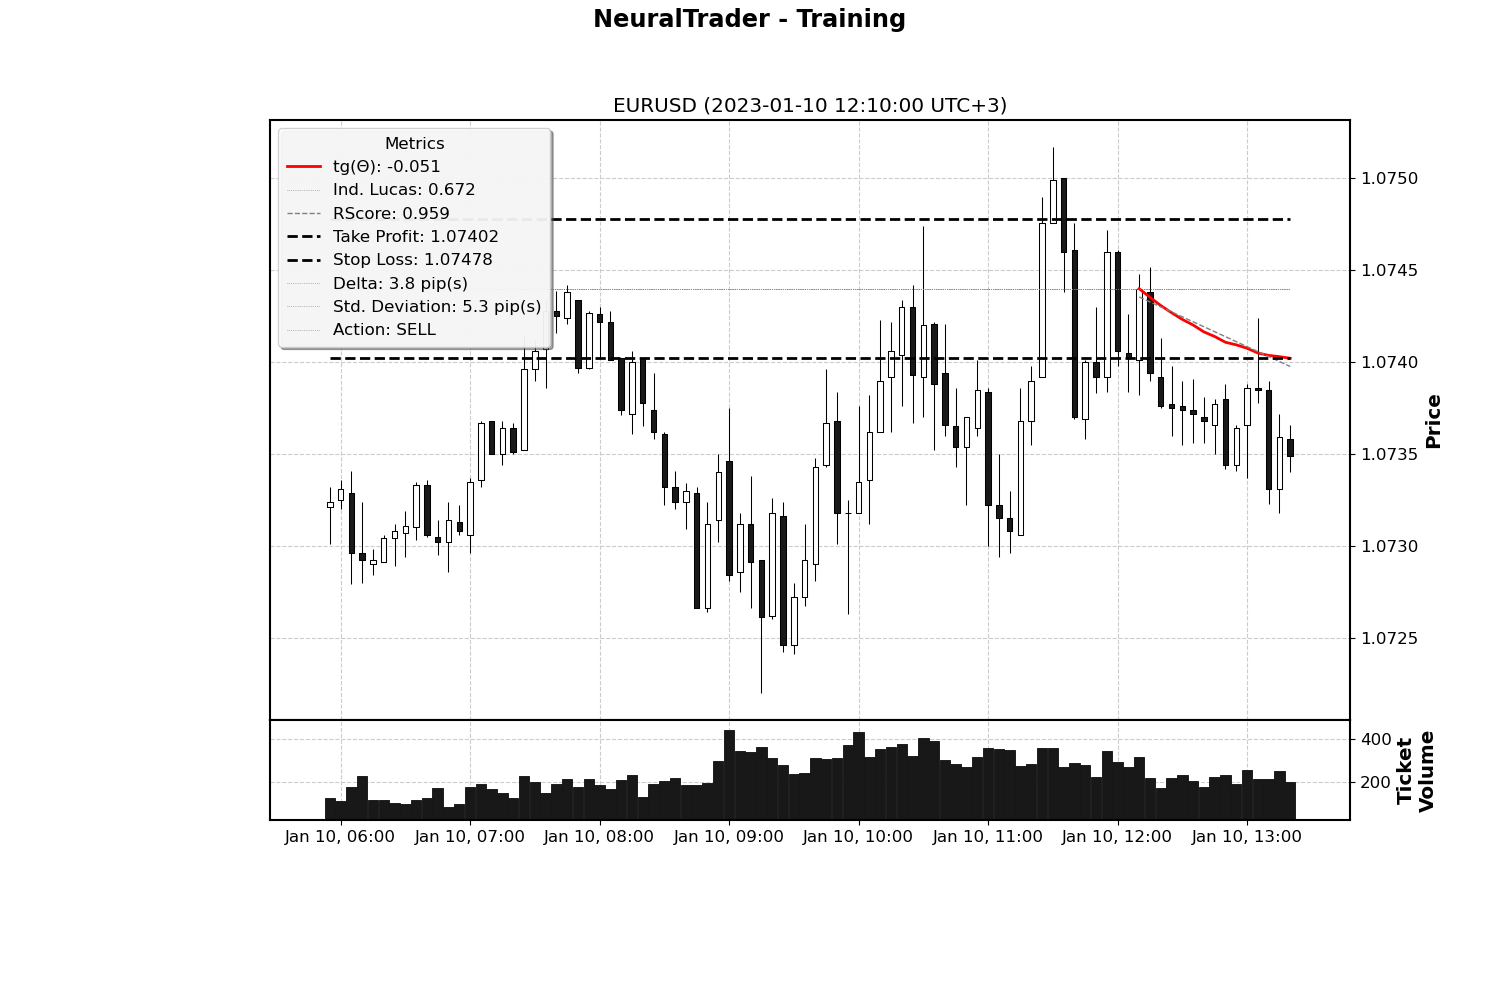 NeuralTrader - Training
EURUSD (2023-01-10 12:10:00 UTC+3)
Metrics
tg(Θ): -0.051
Ind. Lucas: 0.672
RScore: 0.959
Take Profit: 1.07402
Stop Loss: 1.07478
Delta: 3.8 pip(s)
Std. Deviation: 5.3 pip(s)
Action: SELL
1.0750
1.0745
1.0740
1.0735
1.0730
1.0725
Price
400
200
Ticket
Volume
Jan 10, 06:00
Jan 10, 07:00
Jan 10, 08:00
Jan 10, 09:00
Jan 10, 10:00
Jan 10, 11:00
Jan 10, 12:00
Jan 10, 13:00